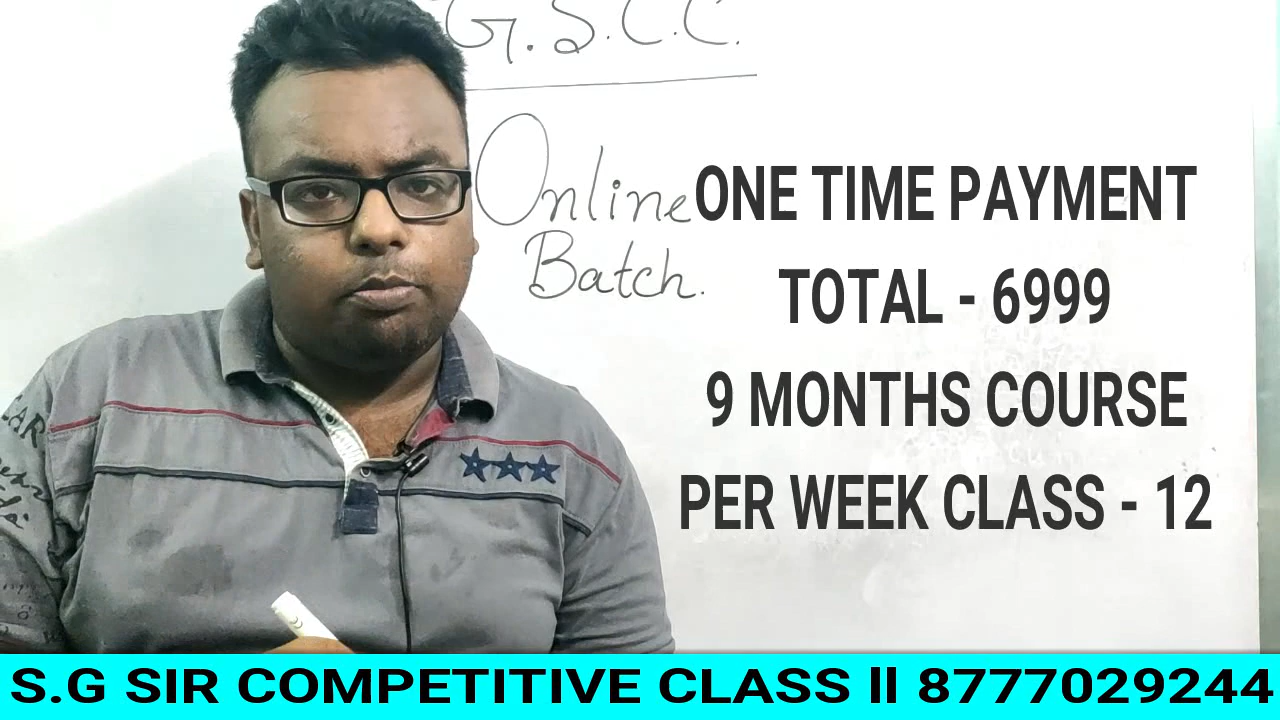 G.S.C.C.
Online
Batch.
ONE TIME PAYMENT
TOTAL - 6999
9 MONTHS COURSE
PER WEEK CLASS - 12
S.G SIR COMPETITIVE CLASS ll 8777029244